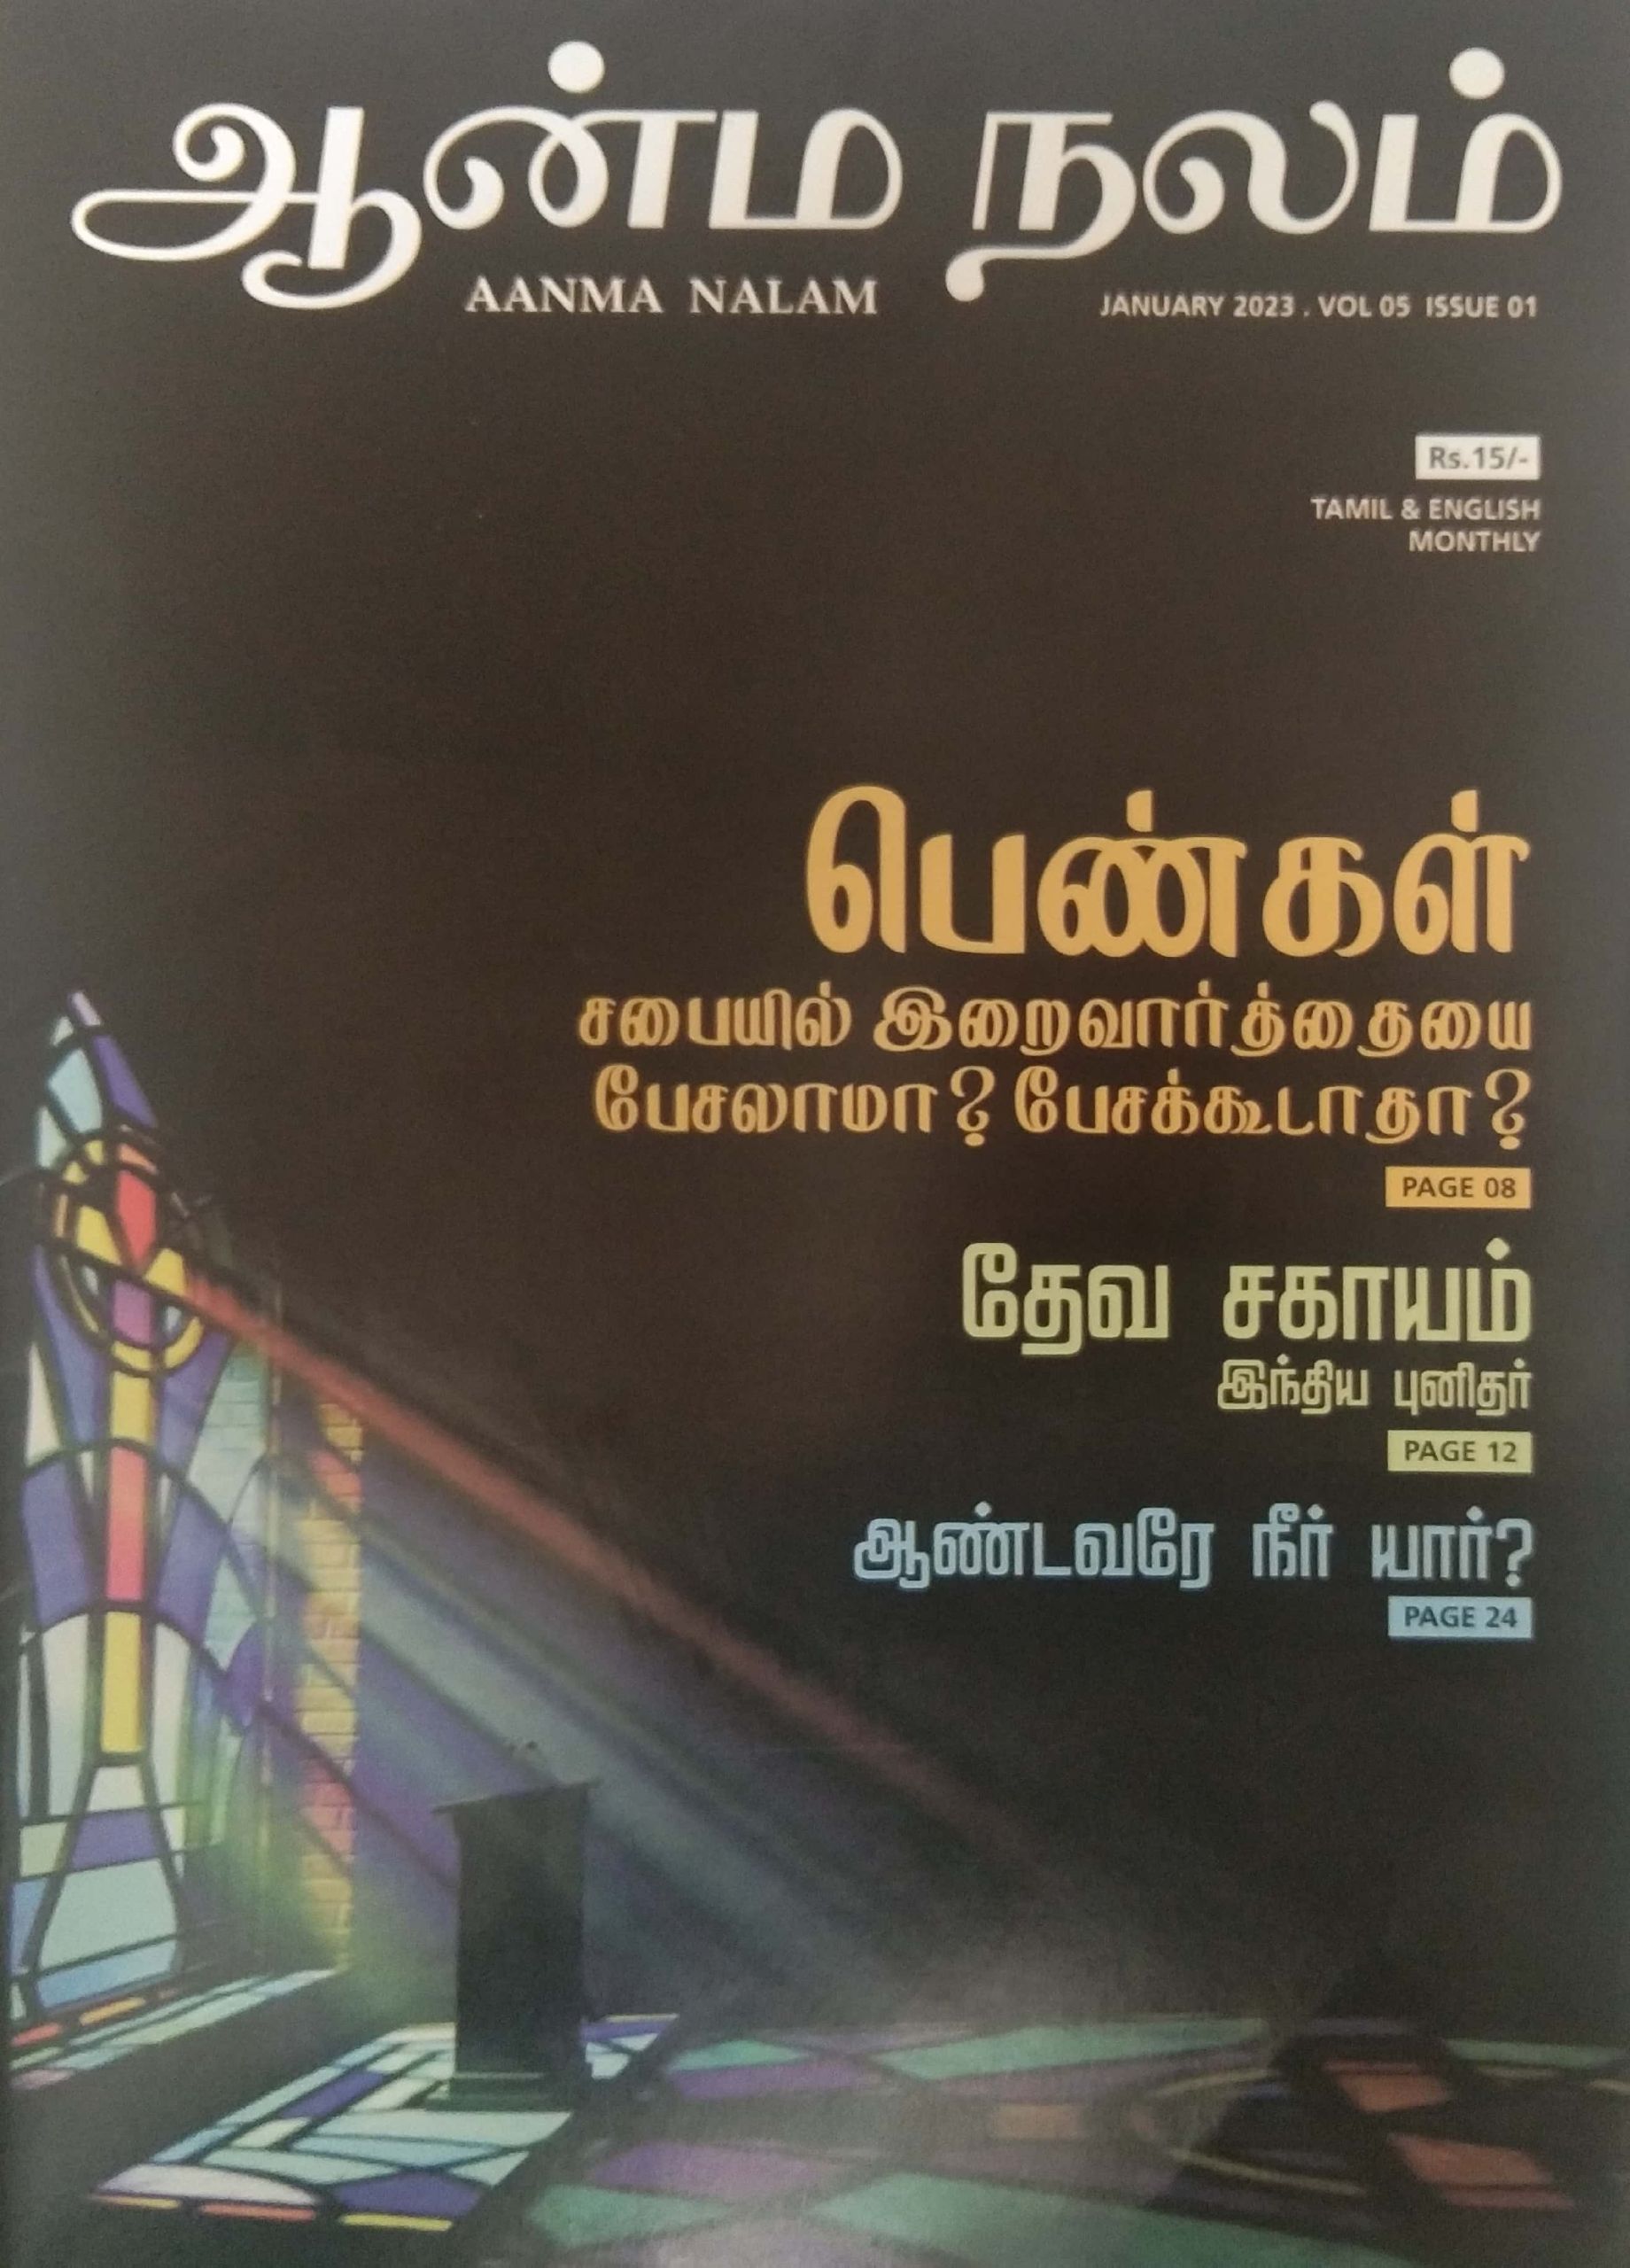 ஆன்ம நலம்
AANMA NALAM
JANUARY 2023 . VOL 05 ISSUE 01
Rs.15/-
TAMIL & ENGLISH
MONTHLY
பெண்கள்
சபையில் இறைவார்த்தையை
பேசலாமா? பேசக்கூடாதா?
PAGE 08
தேவ சகாயம்
இந்திய புனிதர்
PAGE 12
ஆண்டவரே நீர் யார்?
PAGE 24